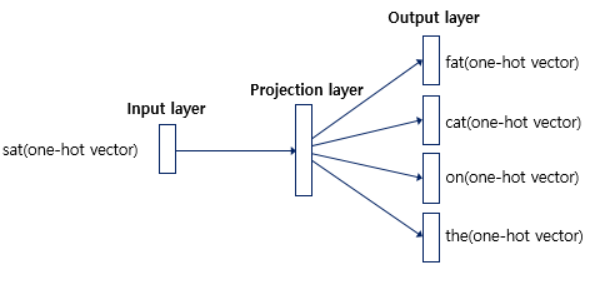 Output layer
fat(one-hot vector)
Projection layer
Input layer
cat(one-hot vector)
sat(one-hot vector)
on(one-hot vector)
the(one-hot vector)